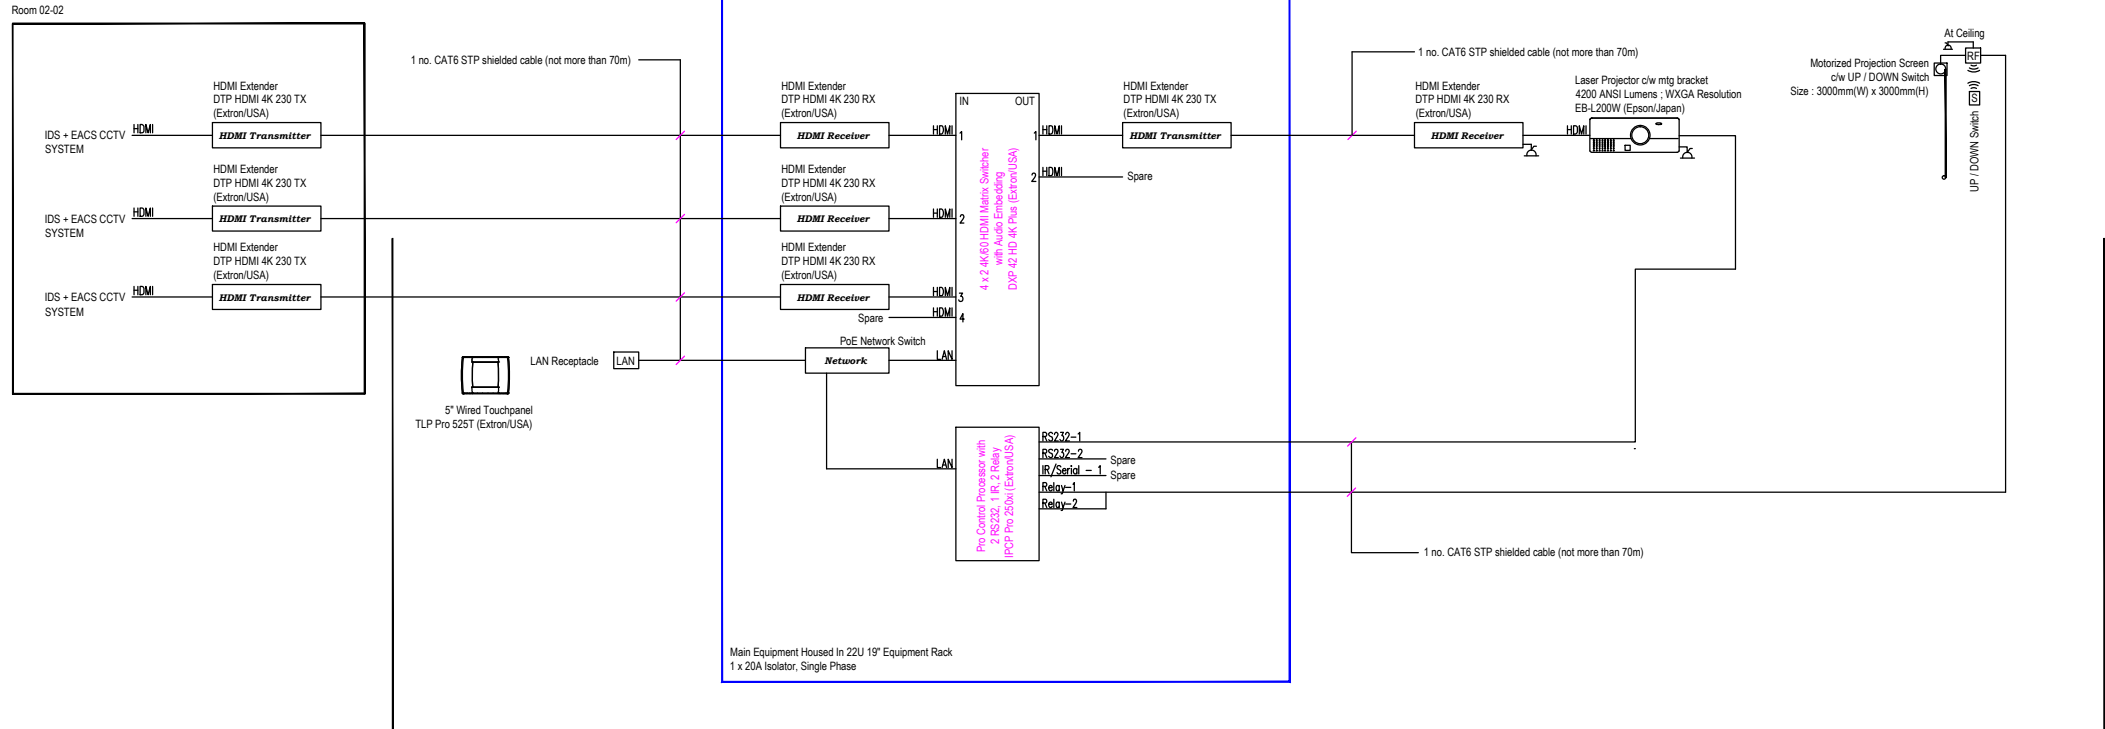 Room 02-02
1 no. CAT6 STP shielded cable (not more than 70m)
HDMI Extender
DTP HDMI 4K 230 TX
(Extron/USA)
IDS + EACS CCTV
SYSTEM
HDMI
HDMI Transmitter
HDMI Extender
DTP HDMI 4K 230 TX
(Extron/USA)
IDS + EACS CCTV
SYSTEM
HDMI
HDMI Transmitter
HDMI Extender
DTP HDMI 4K 230 TX
(Extron/USA)
IDS + EACS CCTV
SYSTEM
HDMI
HDMI Transmitter
LAN Receptacle
LAN
5" Wired Touchpanel
TLP Pro 525T (Extron/USA)
HDMI Extender
DTP HDMI 4K 230 RX
(Extron/USA)
HDMI Receiver
HDMI
1
HDMI Extender
DTP HDMI 4K 230 RX
(Extron/USA)
HDMI Receiver
HDMI
2
HDMI Extender
DTP HDMI 4K 230 RX
(Extron/USA)
HDMI Receiver
HDMI
3
Spare
HDMI
4
PoE Network Switch
Network
LAN
IN
OUT
4 x 2 4K/60 HDMI Matrix Switcher
with Audio Embedding
DXP 42 HD 4K Plus (Extron/USA)
1
HDMI
2
HDMI
Spare
HDMI Extender
DTP HDMI 4K 230 TX
(Extron/USA)
HDMI Transmitter
LAN
Pro Control Processor with
2 RS232, 1 IR, 2 Relay
IPCP Pro 250xi (Extron/USA)
RS232-1
RS232-2
Spare
IR/Serial - 1
Spare
Relay-1
Relay-2
Main Equipment Housed In 22U 19" Equipment Rack
1 x 20A Isolator, Single Phase
1 no. CAT6 STP shielded cable (not more than 70m)
HDMI Extender
DTP HDMI 4K 230 RX
(Extron/USA)
HDMI Receiver
HDMI
Laser Projector c/w mtg bracket
4200 ANSI Lumens ; WXGA Resolution
EB-L200W (Epson/Japan)
1 no. CAT6 STP shielded cable (not more than 70m)
At Ceiling
RF
Motorized Projection Screen
c/w UP / DOWN Switch
Size : 3000mm(W) x 3000mm(H)
S
UP / DOWN Switch